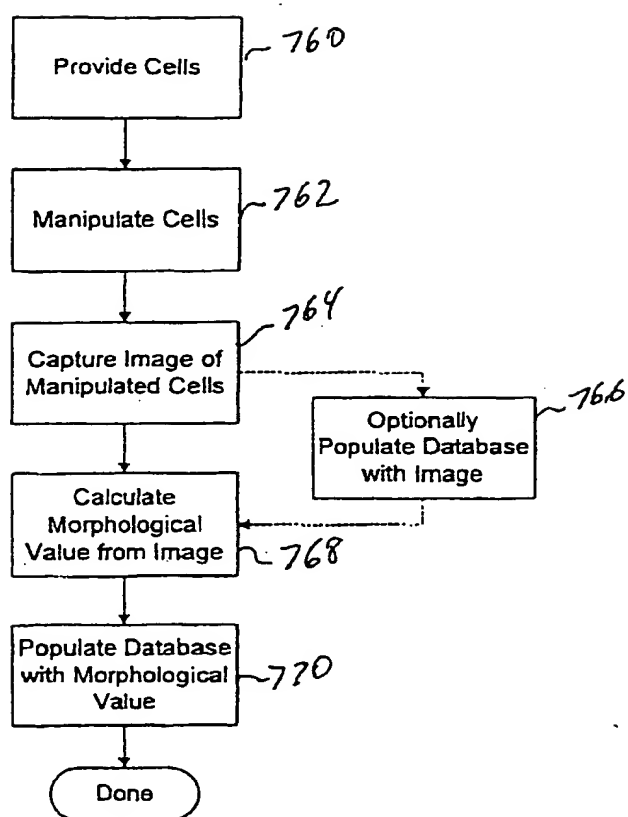 Provide Cells
760
Manipulate Cells
762
764
Capture Image of
Manipulated Cells
766
Optionally
Populate Database
with Image
Calculate
Morphological
Value from Image
768
Populate Database
with Morphological
Value
770
Done